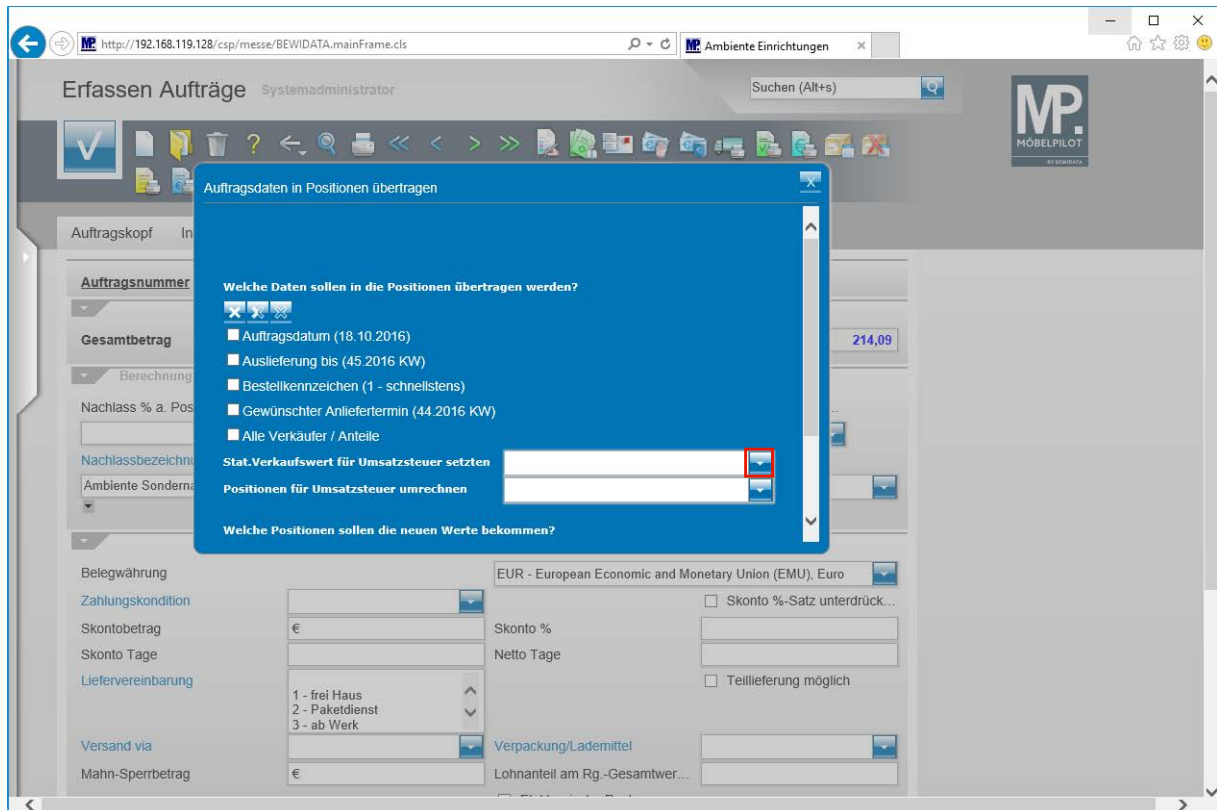 http://192.168.119.128/csp/messe/BEWIDATA.mainFrame.cls
Ambiente Einrichtungen
Erfassen Aufträge Systemadministrator
Suchen (Alt+s)
MP.
MÖBELPILOT
BY BEWIDATA
Auftragsdaten in Positionen übertragen
Auftragskopf In
Auftragsnummer
Welche Daten sollen in die Positionen übertragen werden?
Auftragsdatum (18.10.2016)
Gesamtbetrag
214,09
Auslieferung bis (45.2016 KW)
Berechnung
Bestellkennzeichen (1 - schnellstens)
Nachlass % a. Pos
Gewünschter Anliefertermin (44.2016 KW)
Alle Verkäufer / Anteile
Nachlassbezeichn
Stat.Verkaufswert für Umsatzsteuer setzten
Ambiente Sonderna
Positionen für Umsatzsteuer umrechnen
Welche Positionen sollen die neuen Werte bekommen?
Belegwährung EUR - European Economic and Monetary Union (EMU), Euro
Zahlungskondition Skonto %-Satz unterdrück...
Skontobetrag € Skonto %
Skonto Tage Netto Tage
Liefervereinbarung Teillieferung möglich
1 - frei Haus
2 - Paketdienst
3 - ab Werk
Versand via Verpackung/Lademittel
Mahn-Sperrbetrag € Lohnanteil am Rg.-Gesamtwer...